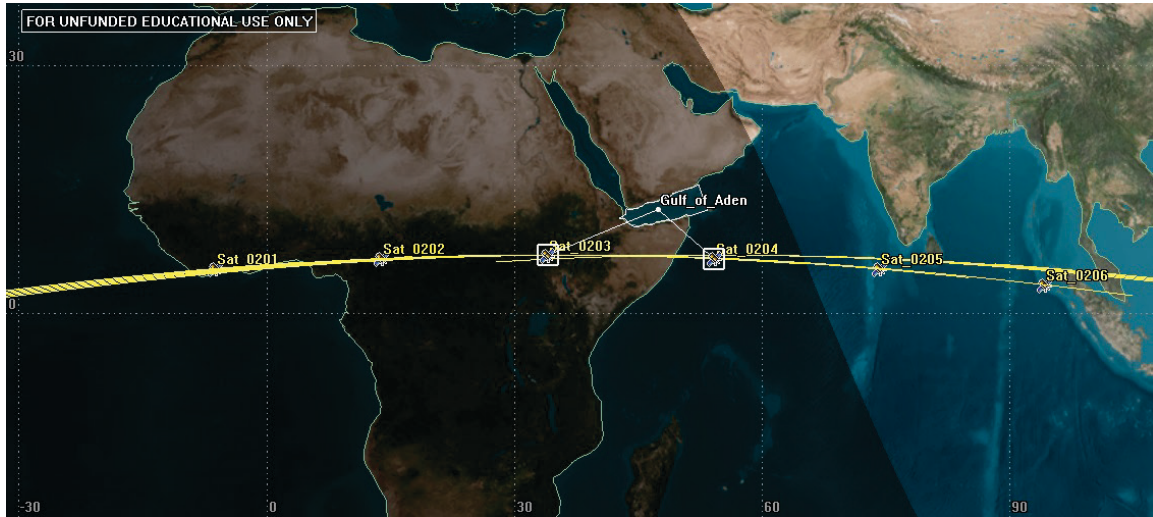 FOR UNFUNDED EDUCATIONAL USE ONLY
30
Gulf_of_Aden
Sat_0201
Sat_0202
Sat_0203
Sat_0204
Sat_0205
Sat_0206
0
-30
0
30
60
90